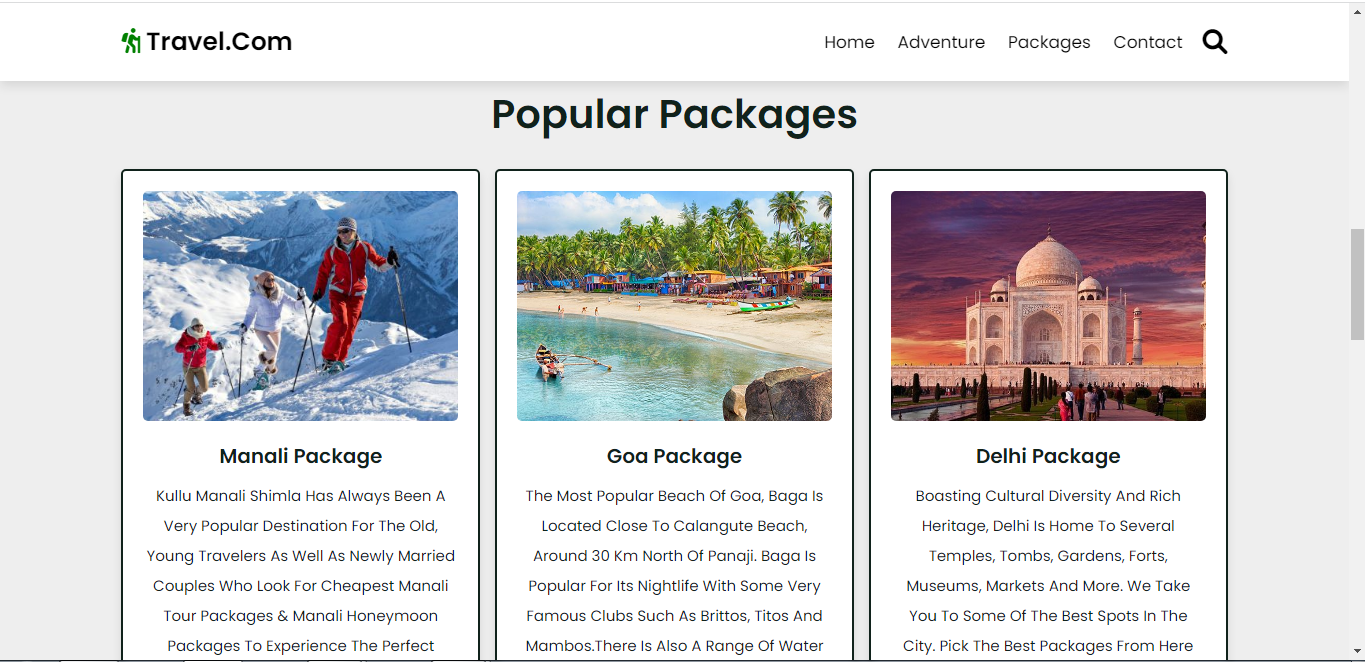 Travel.Com
Home Adventure Packages Contact
Popular Packages
Manali Package
Kullu Manali Shimla Has Always Been A
Very Popular Destination For The Old,
Young Travelers As Well As Newly Married
Couples Who Look For Cheapest Manali
Tour Packages & Manali Honeymoon
Packages To Experience The Perfect
Goa Package
The Most Popular Beach Of Goa, Baga Is
Located Close To Calangute Beach,
Around 30 Km North Of Panaji. Baga Is
Popular For Its Nightlife With Some Very
Famous Clubs Such As Brittos, Titos And
Mambos.There Is Also A Range Of Water
Delhi Package
Boasting Cultural Diversity And Rich
Heritage, Delhi Is Home To Several
Temples, Tombs, Gardens, Forts,
Museums, Markets And More. We Take
You To Some Of The Best Spots In The
City. Pick The Best Packages From Here